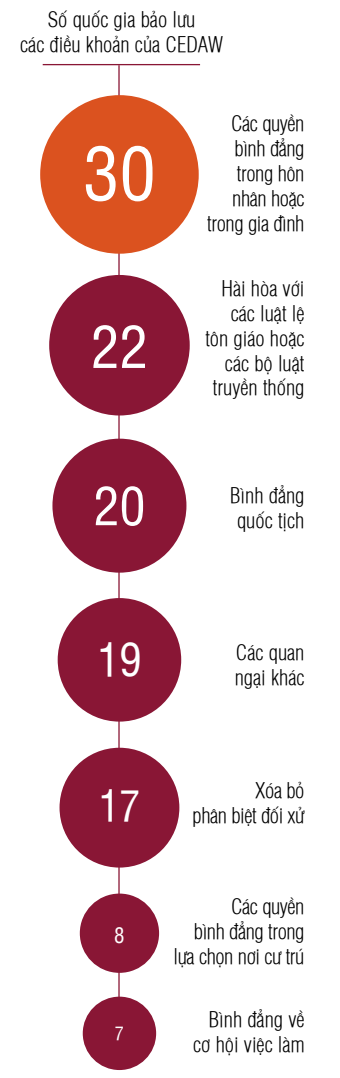 Số quốc gia bảo lưu
các điều khoản của CEDAW
30
Các quyền
bình đẳng
trong hôn
nhân hoặc
trong gia đình
22
Hài hòa với
các luật lệ
tôn giáo hoặc
các bộ luật
truyền thống
20
Bình đẳng
quốc tịch
19
Các quan
ngại khác
17
Xóa bỏ
phân biệt đối xử
8
Các quyền
bình đẳng trong
lựa chọn nơi cư trú
7
Bình đẳng về
cơ hội việc làm